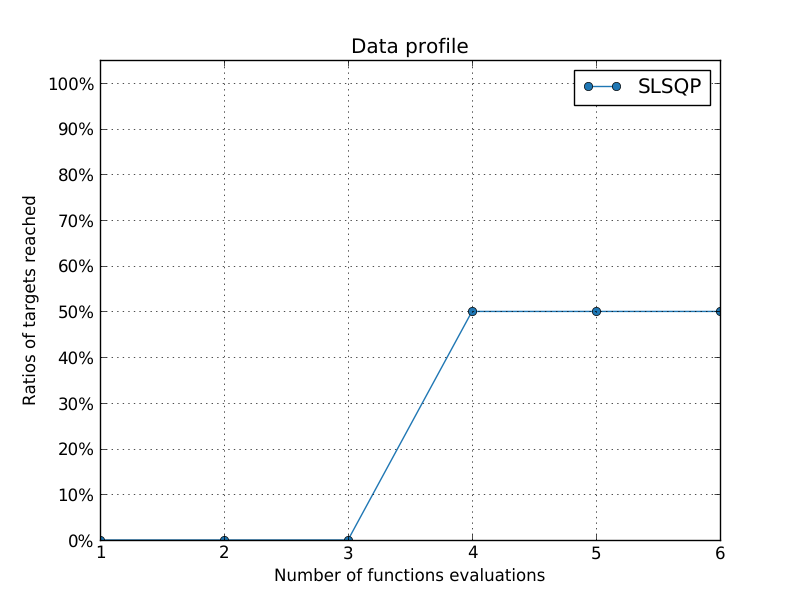 Data profile
SLSQP
100%
90%
80%
70%
60%
50%
40%
30%
20%
10%
0%
Ratios of targets reached
1 2 3 4 5 6
Number of functions evaluations